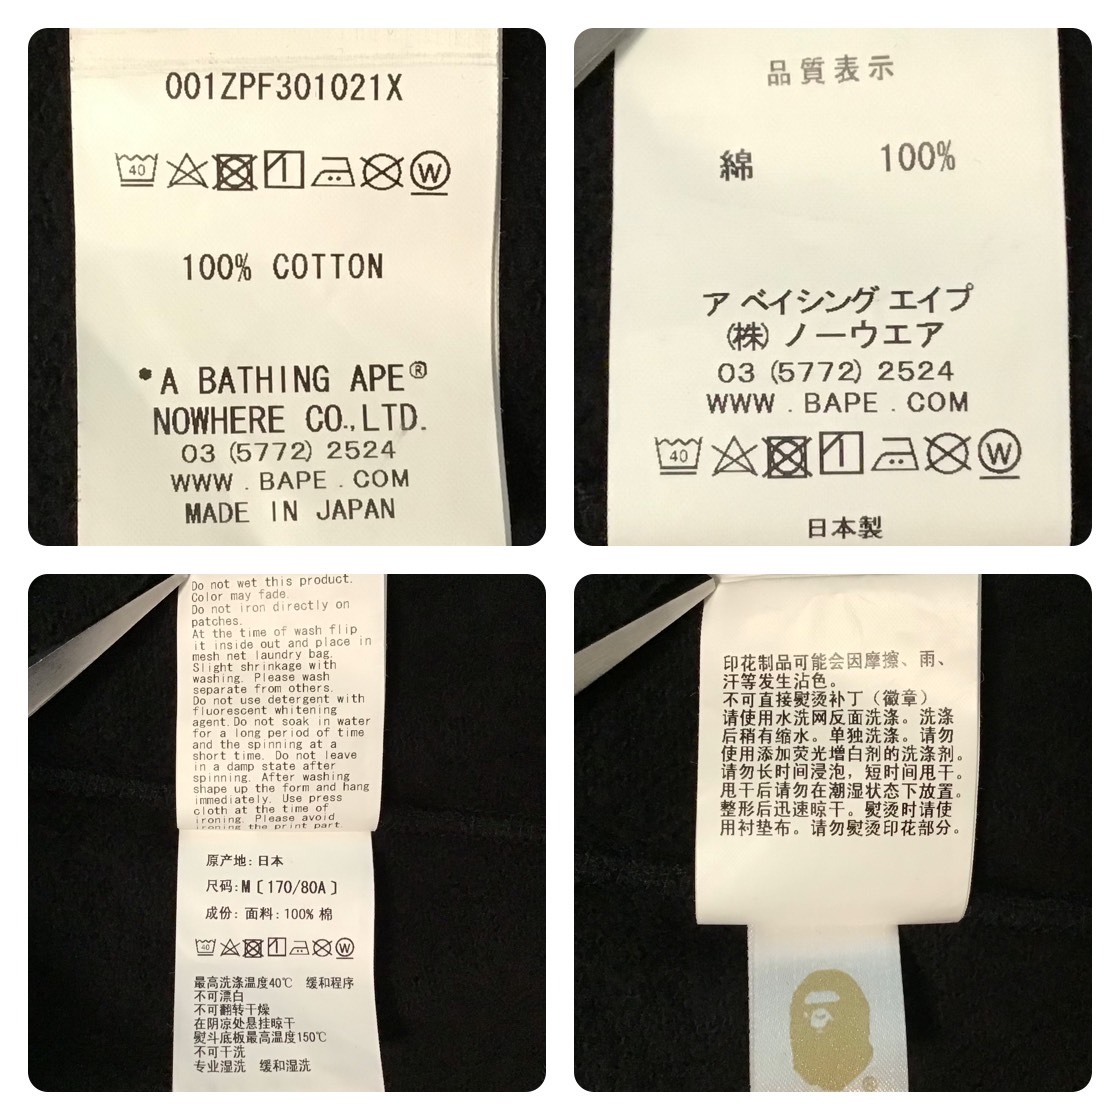 001ZPF301021X
40
W
100% COTTON
*A BATHING APE®
NOWHERE CO.,LTD.
03 (5772) 2524
WWW . BAPE . COM
MADE IN JAPAN
品質表示
綿 100%
ア ベイシング エイプ
(株) ノーウエア
03 (5772) 2524
WWW . BAPE . COM
40
W
日本製
Do not wet this product.
Color may fade.
Do not iron directly on
patches.
At the time of wash flip
it inside out and place in
mesh net laundry bag.
Slight shrinkage with
washing. Please wash
separate from others.
Do not use detergent with
fluorescent whitening
agent.Do not soak in water
for a long period of time
and the spinning at a
short time. Do not leave
in a damp state after
spinning. After washing
shape up the form and hang
immediately. Use press
cloth at the time of
ironing. Please avoid
ironing the print part.
原产地:日本
尺码:M〔170/80A〕
成份: 面料: 100% 棉
40
W
最高洗涤温度40℃ 缓和程序
不可漂白
不可翻转干燥
在阴凉处悬挂晾干
熨斗底板最高温度150℃
不可干洗
专业湿洗 缓和湿洗
印花制品可能会因摩擦、雨、
汗等发生沾色。
不可直接熨烫补丁（徽章）
请使用水洗网反面洗涤。洗涤
后稍有缩水。单独洗涤。请勿
使用添加荧光增白剂的洗涤剂。
请勿长时间浸泡，短时间甩干。
甩干后请勿在潮湿状态下放置。
整形后迅速晾干。熨烫时请使
用衬垫布。请勿熨烫印花部分。
®